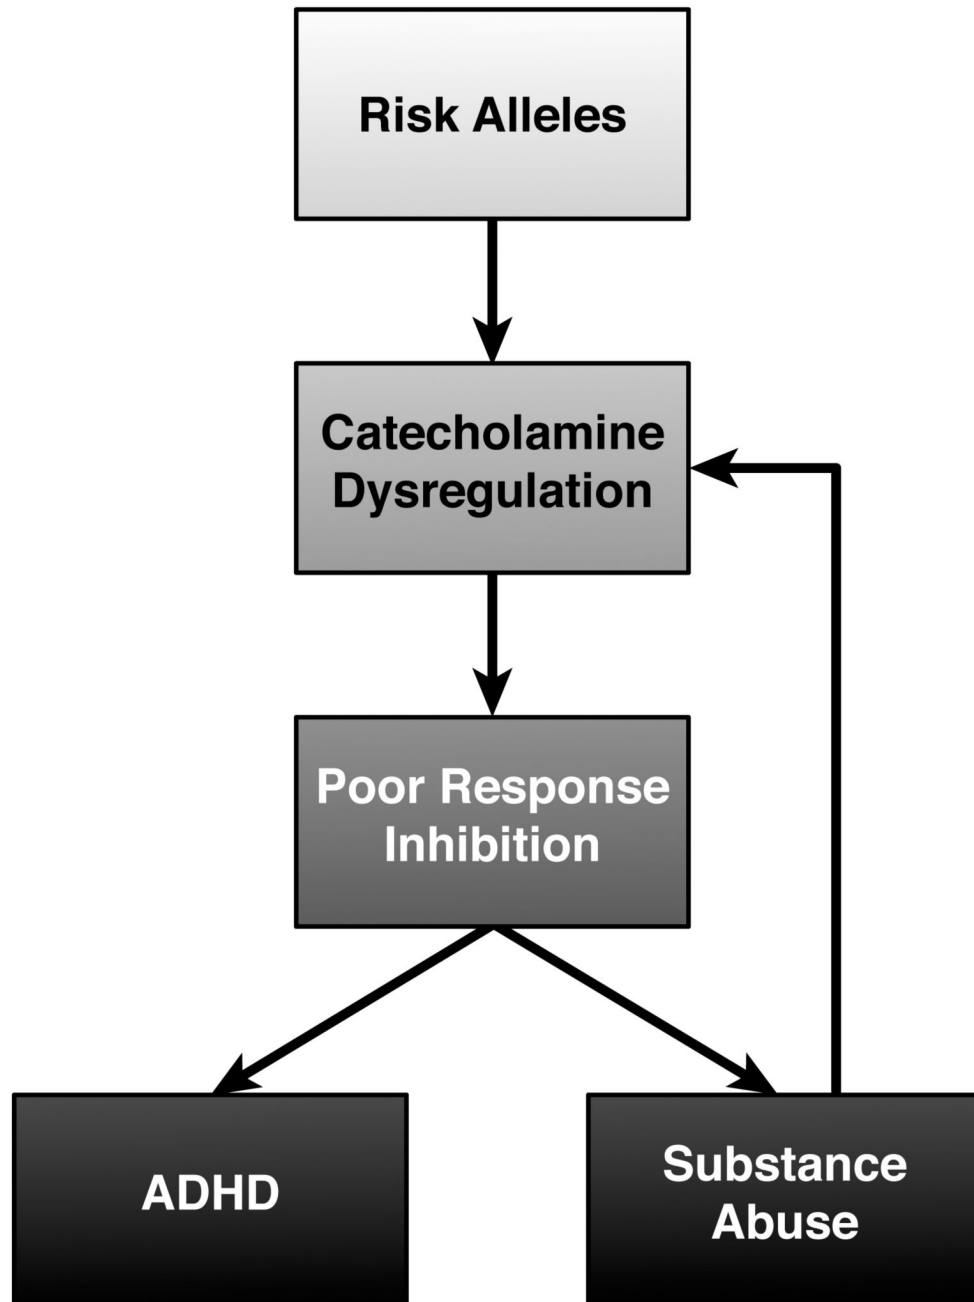 Risk Alleles
Catecholamine
Dysregulation
Poor Response
Inhibition
ADHD
Substance
Abuse